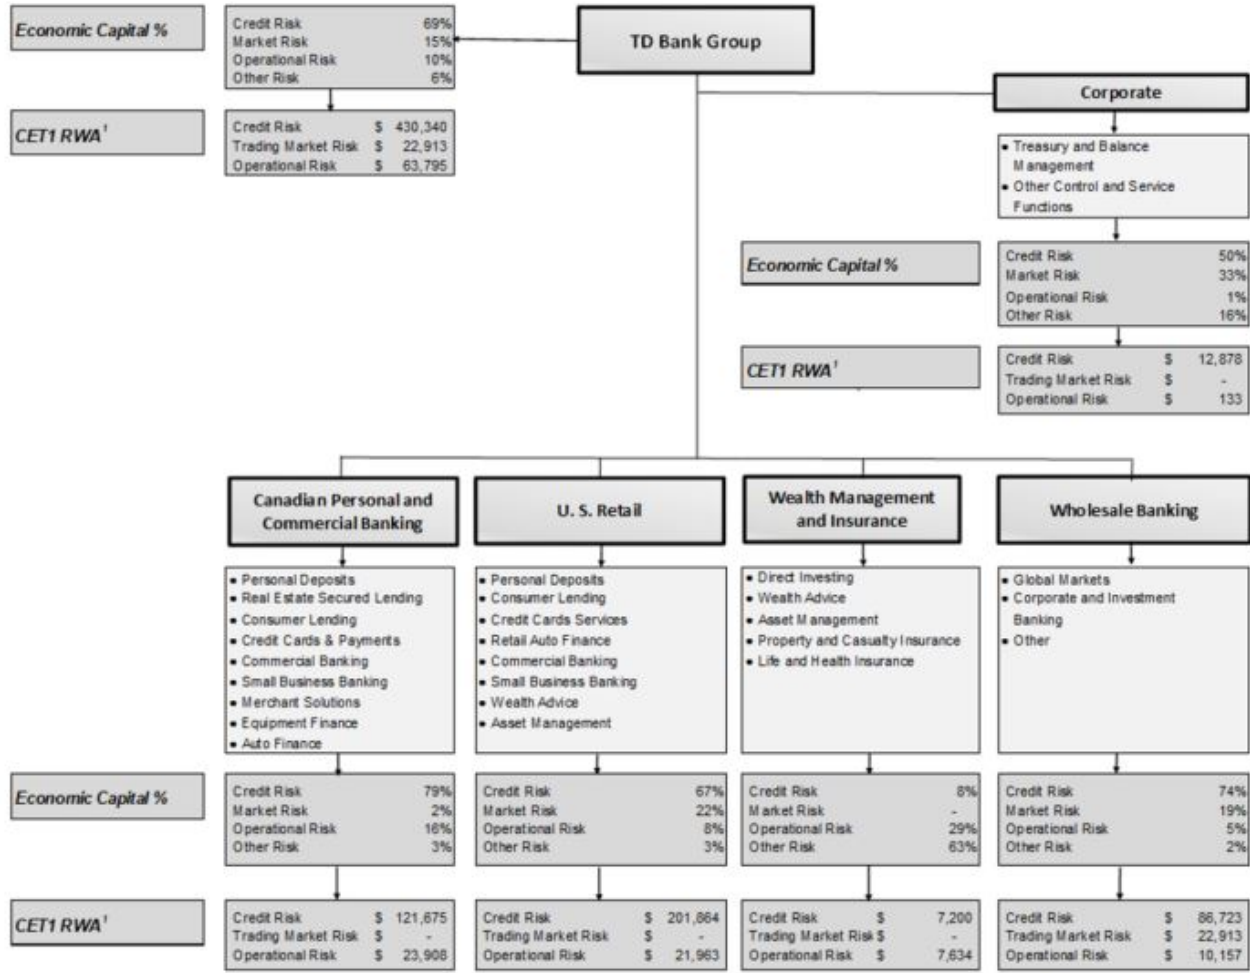 TD Bank Group
Economic Capital %
Credit Risk 69%
Market Risk 15%
Operational Risk 10%
Other Risk 6%
CET1 RWA¹
Credit Risk $ 430,340
Trading Market Risk $ 22,913
Operational Risk $ 63,795
Corporate
• Treasury and Balance
Management
• Other Control and Service
Functions
Economic Capital %
Credit Risk 50%
Market Risk 33%
Operational Risk 1%
Other Risk 16%
CET1 RWA¹
Credit Risk $ 12,878
Trading Market Risk $ -
Operational Risk $ 133
Canadian Personal and
Commercial Banking
• Personal Deposits
• Real Estate Secured Lending
• Consumer Lending
• Credit Cards & Payments
• Commercial Banking
• Small Business Banking
• Merchant Solutions
• Equipment Finance
• Auto Finance
U. S. Retail
• Personal Deposits
• Consumer Lending
• Credit Cards Services
• Retail Auto Finance
• Commercial Banking
• Small Business Banking
• Wealth Advice
• Asset Management
Wealth Management
and Insurance
• Direct Investing
• Wealth Advice
• Asset Management
• Property and Casualty Insurance
• Life and Health Insurance
Wholesale Banking
• Global Markets
• Corporate and Investment
Banking
• Other
Economic Capital %
Credit Risk 79%
Market Risk 2%
Operational Risk 16%
Other Risk 3%
Credit Risk 67%
Market Risk 22%
Operational Risk 8%
Other Risk 3%
Credit Risk 8%
Market Risk -
Operational Risk 29%
Other Risk 63%
Credit Risk 74%
Market Risk 19%
Operational Risk 5%
Other Risk 2%
CET1 RWA¹
Credit Risk $ 121,675
Trading Market Risk $ -
Operational Risk $ 23,908
Credit Risk $ 201,864
Trading Market Risk $ -
Operational Risk $ 21,963
Credit Risk $ 7,200
Trading Market Risk $ -
Operational Risk $ 7,634
Credit Risk $ 86,723
Trading Market Risk $ 22,913
Operational Risk $ 10,157